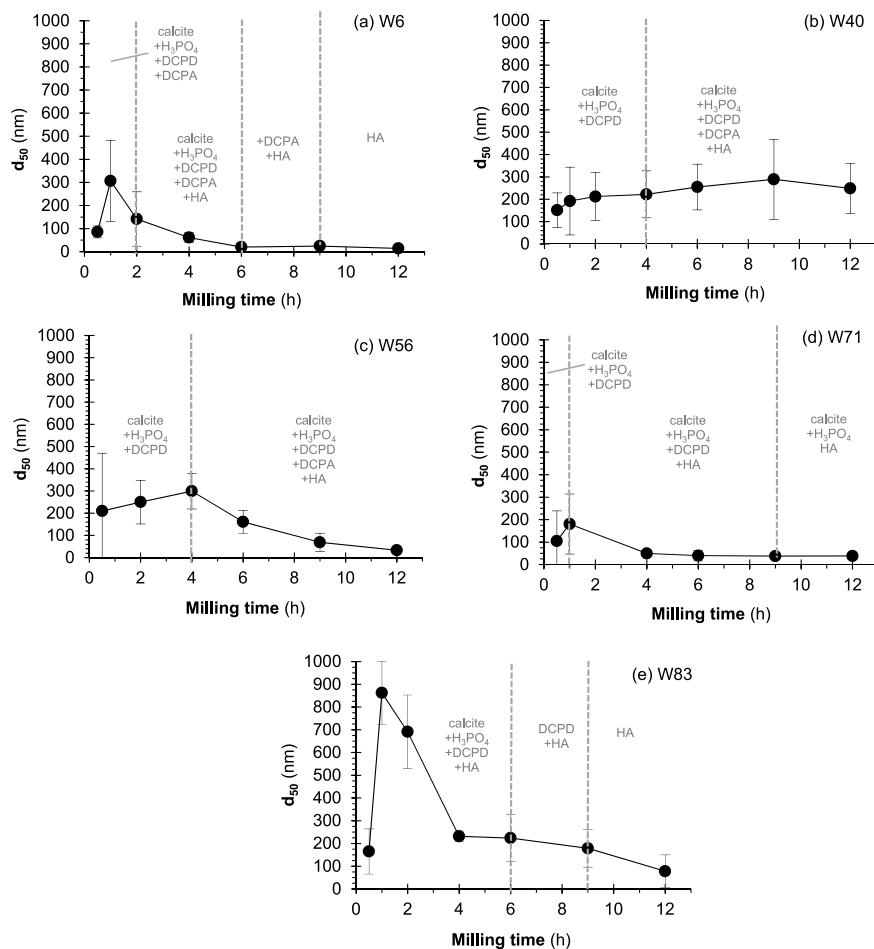 (a) W6
1000
900
800
700
600
500
400
300
200
100
0
d₅₀ (nm)
calcite
+H₃PO₄
+DCPD
+DCPA
calcite
+H₃PO₄
+DCPD
+DCPA
+HA
+DCPA
+HA
HA
0 2 4 6 8 10 12
Milling time (h)
(b) W40
1000
900
800
700
600
500
400
300
200
100
0
d₅₀ (nm)
calcite
+H₃PO₄
+DCPD
calcite
+H₃PO₄
+DCPD
+DCPA
+HA
0 2 4 6 8 10 12
Milling time (h)
(c) W56
1000
900
800
700
600
500
400
300
200
100
0
d₅₀ (nm)
calcite
+H₃PO₄
+DCPD
calcite
+H₃PO₄
+DCPD
+DCPA
+HA
0 2 4 6 8 10 12
Milling time (h)
(d) W71
1000
900
800
700
600
500
400
300
200
100
0
d₅₀ (nm)
calcite
+H₃PO₄
+DCPD
calcite
+H₃PO₄
+DCPD
+HA
calcite
+H₃PO₄
HA
0 2 4 6 8 10 12
Milling time (h)
(e) W83
1000
900
800
700
600
500
400
300
200
100
0
d₅₀ (nm)
calcite
+H₃PO₄
+DCPD
+HA
DCPD
+HA
HA
0 2 4 6 8 10 12
Milling time (h)